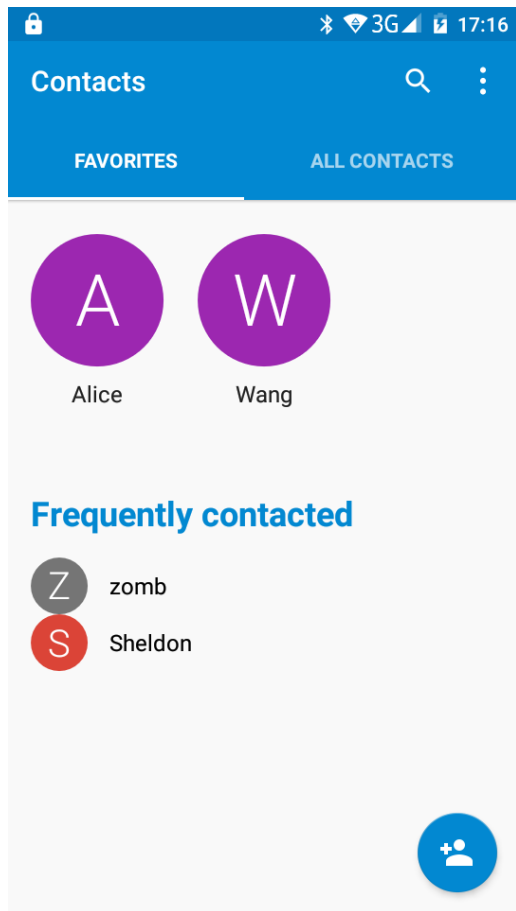 3G 17:16
Contacts
FAVORITES ALL CONTACTS
A W
Alice Wang
Frequently contacted
Z zomb
S Sheldon